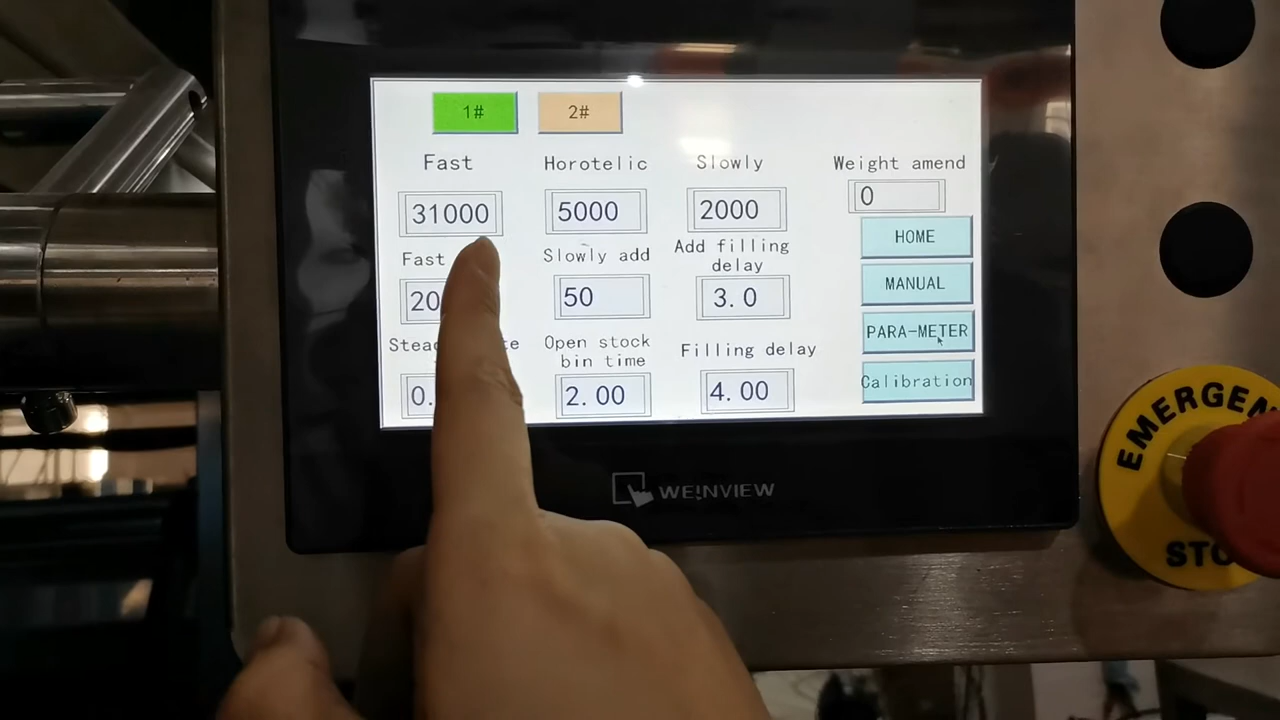 1# 2#
Fast Horotelic Slowly Weight amend
31000 5000 2000 0
HOME
Fast Slowly add Add filling
delay
20 50 3.0 MANUAL
Open stock
bin time
Filling delay
PARA-METER
0. 2.00 4.00 Calibration
WEINVIEW
EMERGEN
STO